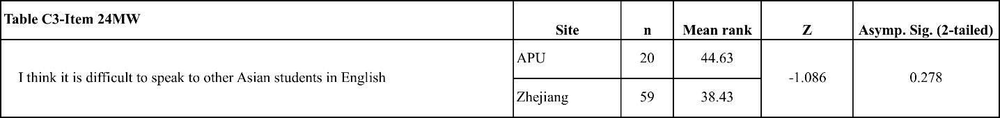 Table C3-Item 24MW
Site n Mean rank Z Asymp. Sig. (2-tailed)
I think it is difficult to speak to other Asian students in English
APU 20 44.63
-1.086 0.278
Zhejiang 59 38.43